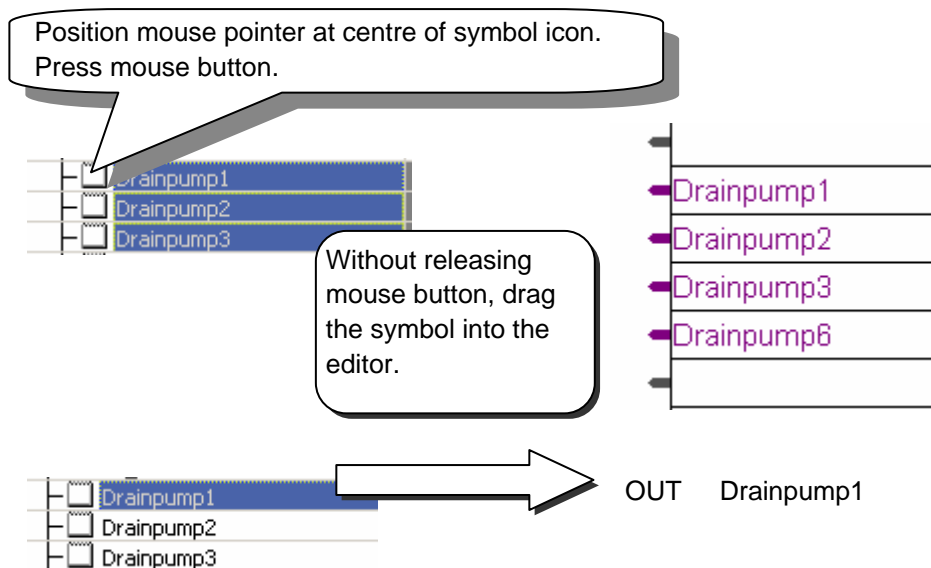 Position mouse pointer at centre of symbol icon.
Press mouse button.
Drainpump1
Drainpump2
Drainpump3
Without releasing
mouse button, drag
the symbol into the
editor.
Drainpump1
Drainpump2
Drainpump3
Drainpump6
Drainpump1
Drainpump2
Drainpump3
OUT Drainpump1